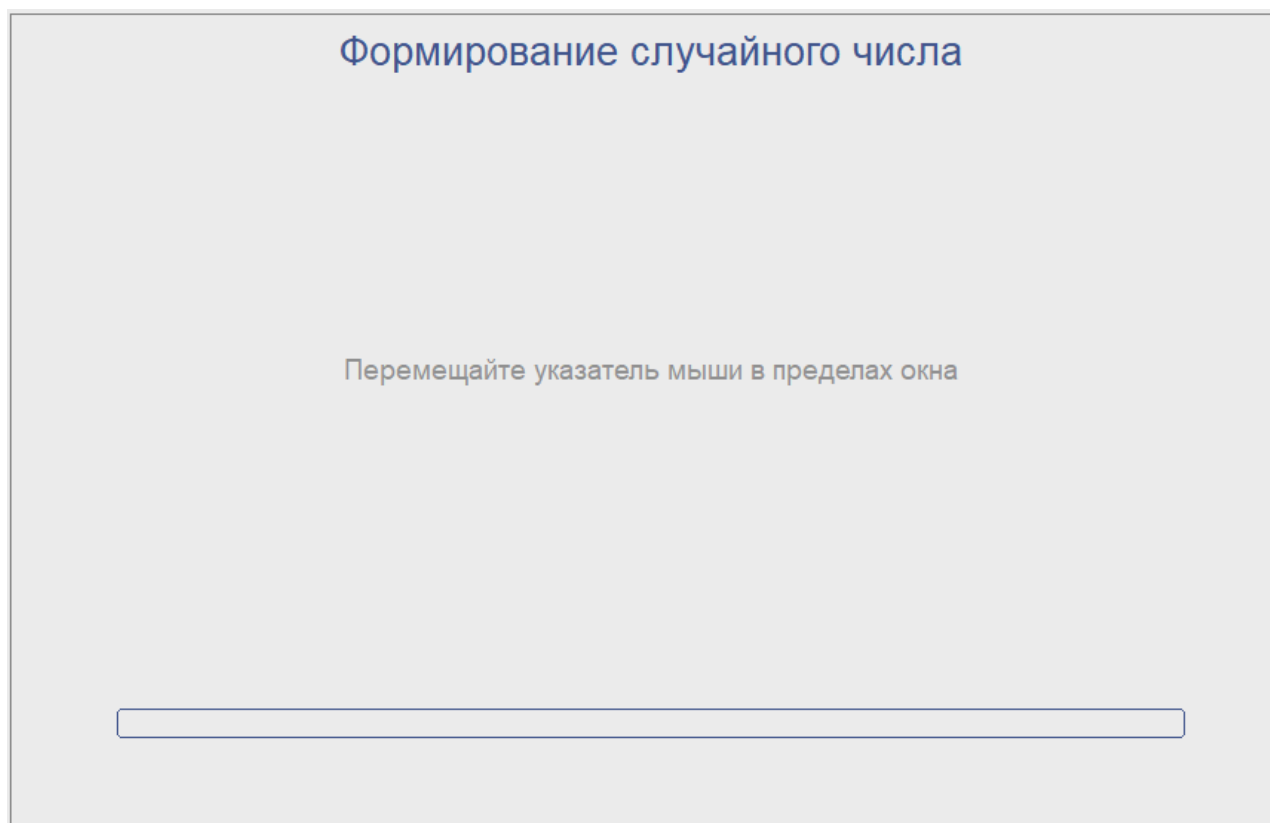 Формирование случайного числа
Перемещайте указатель мыши в пределах окна